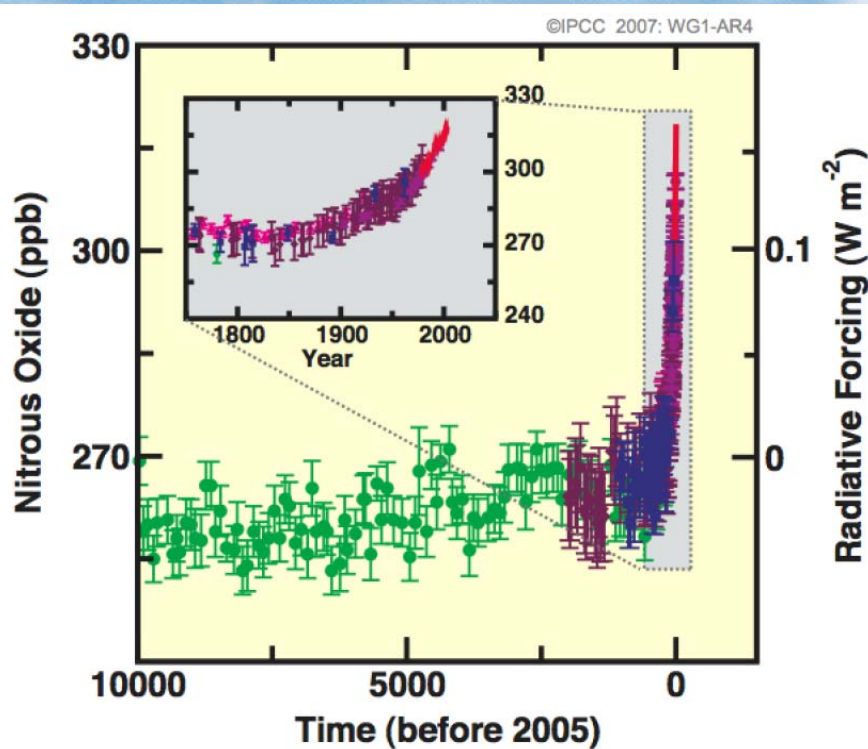 ©IPCC 2007: WG1-AR4
330
300
270
Nitrous Oxide (ppb)
330
300
270
240
1800 1900 2000
Year
0.1
0
Radiative Forcing (W m⁻²)
10000 5000 0
Time (before 2005)